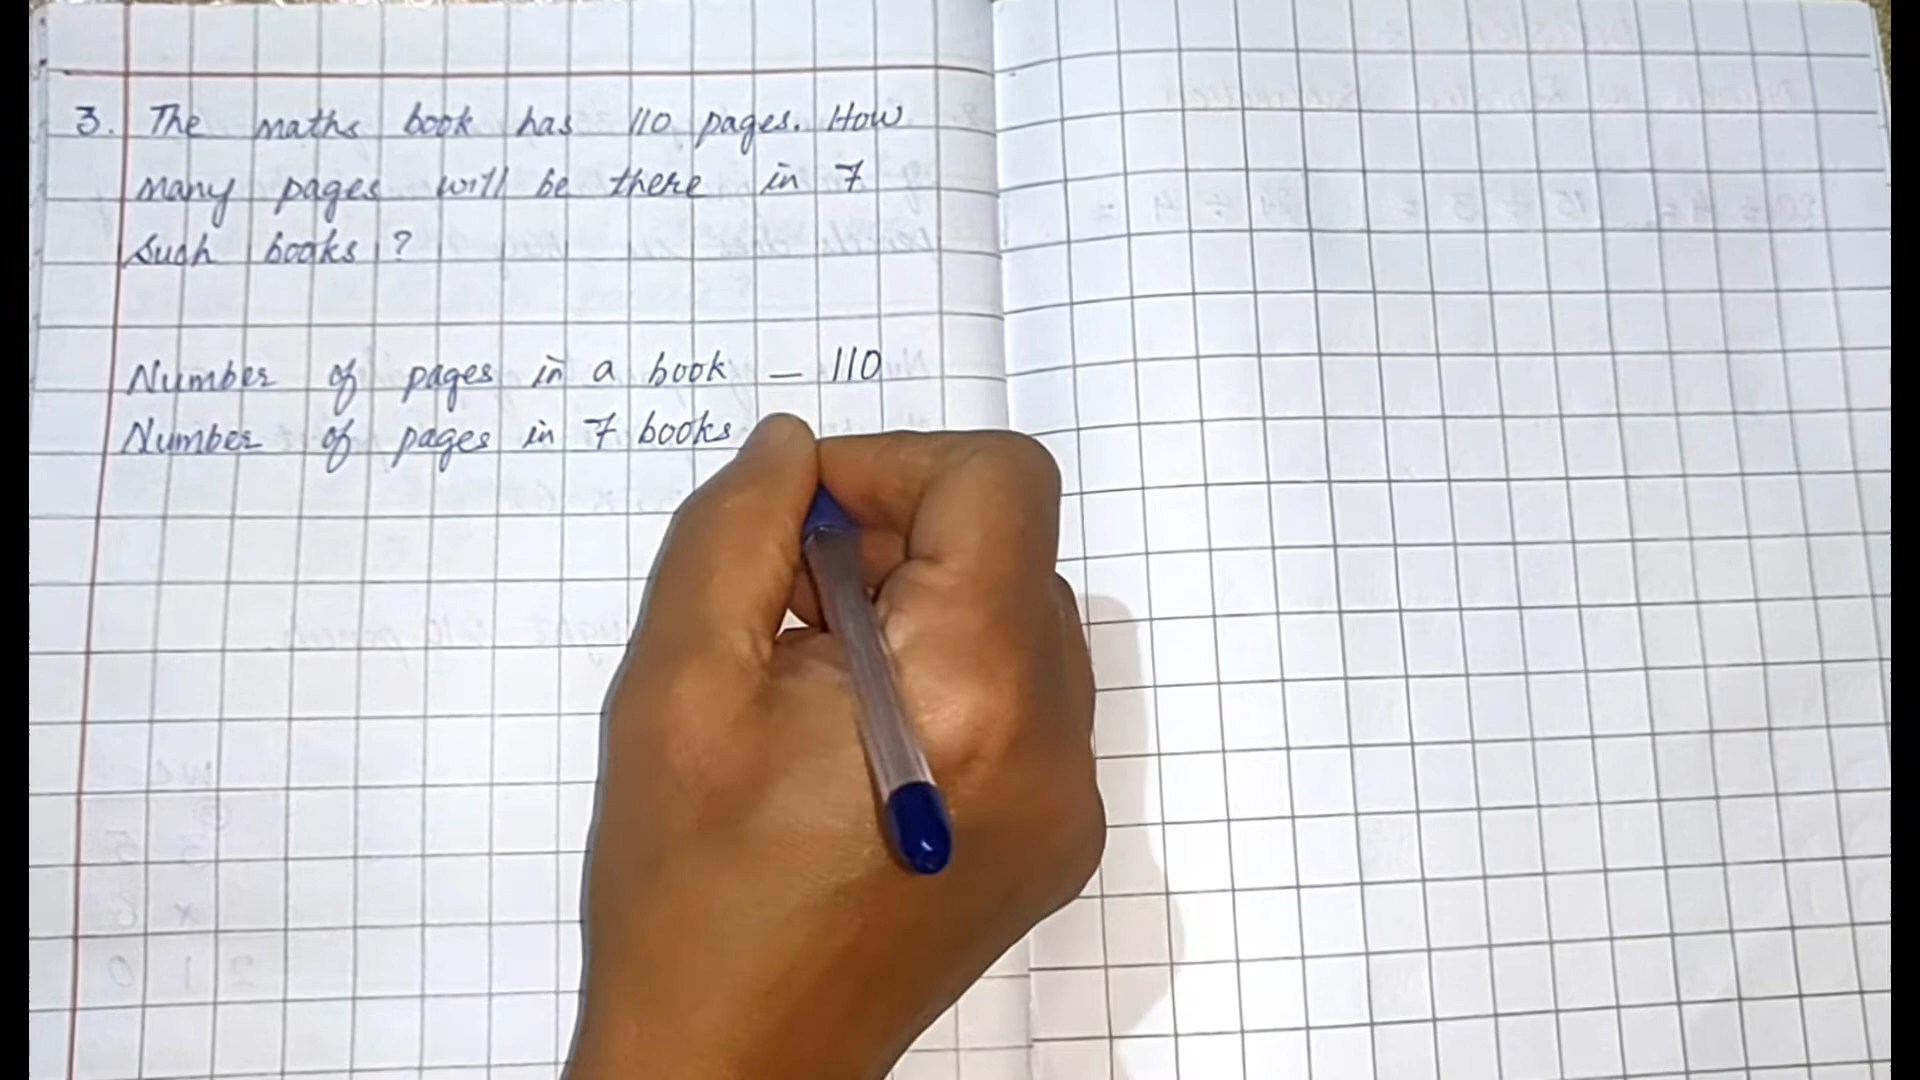 3. The maths book has 110 pages. How
many pages will be there in 7
such books ?
Number of pages in a book — 110
Number of pages in 7 books